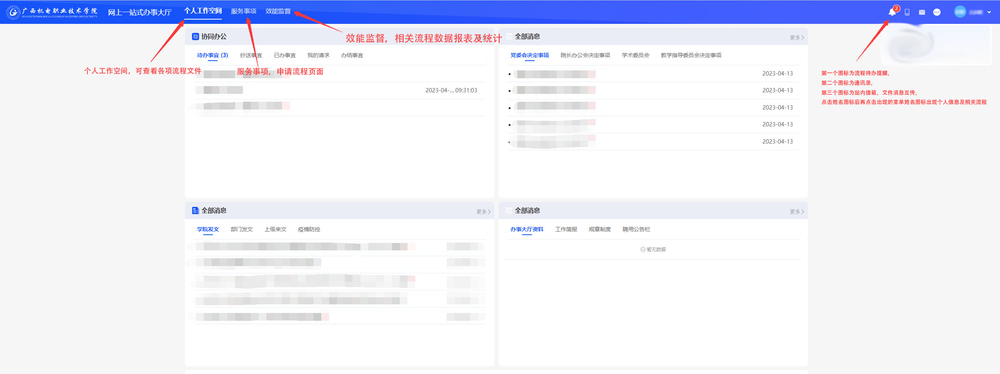 广西机电职业技术学院
GUANGXI TECHNOLOGICAL COLLEGE OF MACHINERY AND ELECTRICITY
网上一站式办事大厅
个人工作空间
服务事项
效能监督
2
协同办公
效能监督，相关流程数据报表及统计
全部消息
更多
待办事宜 (3)
抄送事宜
已办事宜
我的请求
办结事宜
党委会决定事项
院长办公会决定事项
学术委员会
教学指导委员会决定事项
个人工作空间，可查看各项流程文件
服务事项，申请流程页面
2023-04-... 09:31:03
2023-04-13
2023-04-13
2023-04-13
2023-04-13
2023-04-13
第一个图标为流程待办提醒，
第二个图标为通讯录，
第三个图标为站内信箱，文件消息互传，
点击姓名图标后再点击出现的菜单姓名图标出现个人信息及相关流程
全部消息
更多
全部消息
更多
学院发文
部门发文
上级来文
疫情防控
办事大厅资料
工作简报
规章制度
聘用公告栏
暂无数据